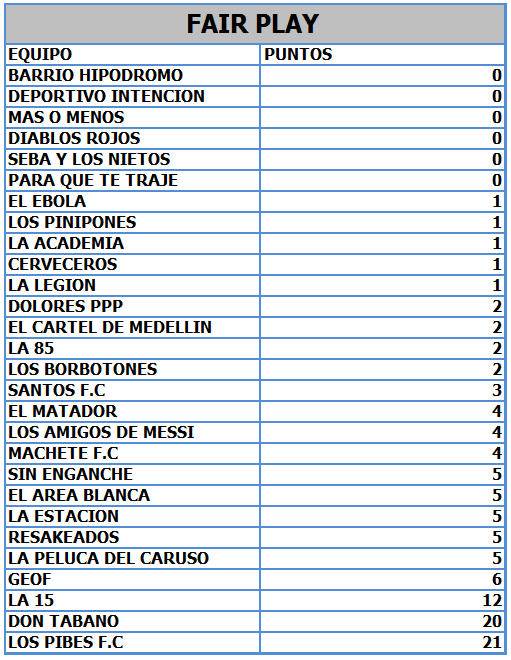 FAIR PLAY
EQUIPO PUNTOS
BARRIO HIPODROMO 0
DEPORTIVO INTENCION 0
MAS O MENOS 0
DIABLOS ROJOS 0
SEBA Y LOS NIETOS 0
PARA QUE TE TRAJE 0
EL EBOLA 1
LOS PINIPONES 1
LA ACADEMIA 1
CERVECEROS 1
LA LEGION 1
DOLORES PPP 2
EL CARTEL DE MEDELLIN 2
LA 85 2
LOS BORBOTONES 2
SANTOS F.C 3
EL MATADOR 4
LOS AMIGOS DE MESSI 4
MACHETE F.C 4
SIN ENGANCHE 5
EL AREA BLANCA 5
LA ESTACION 5
RESAKEADOS 5
LA PELUCA DEL CARUSO 5
GEOF 6
LA 15 12
DON TABANO 20
LOS PIBES F.C 21